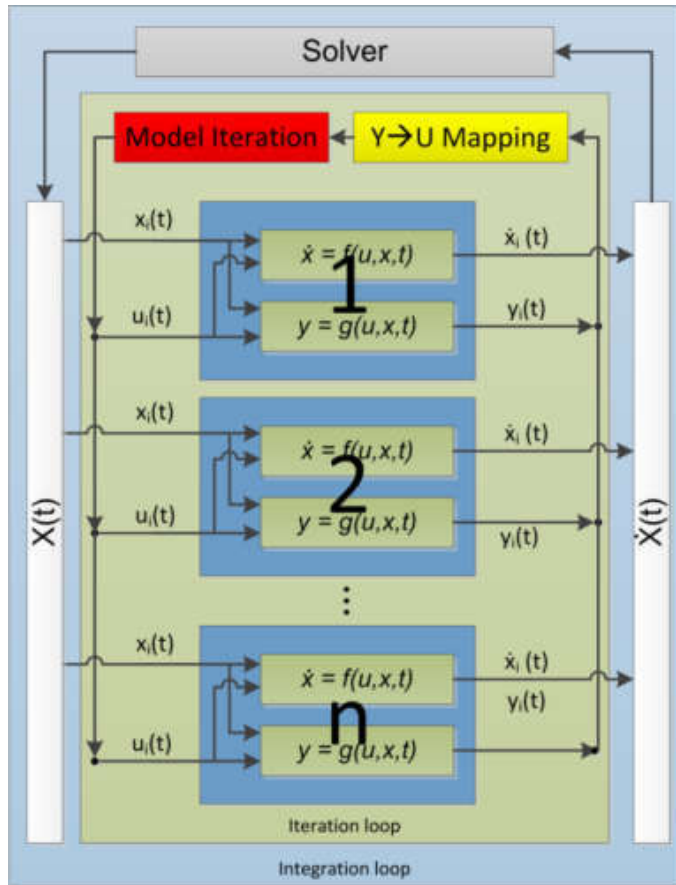 Solver
Model Iteration
Y→U Mapping
xᵢ(t)
ẋ = f(u,x,t)
ẋᵢ (t)
1
uᵢ(t)
y = g(u,x,t)
yᵢ(t)
xᵢ(t)
ẋ = f(u,x,t)
ẋᵢ (t)
2
uᵢ(t)
y = g(u,x,t)
yᵢ(t)
X(t)
Ẋ(t)
⋮
xᵢ(t)
ẋ = f(u,x,t)
ẋᵢ (t)
yᵢ(t)
n
uᵢ(t)
y = g(u,x,t)
Iteration loop
Integration loop